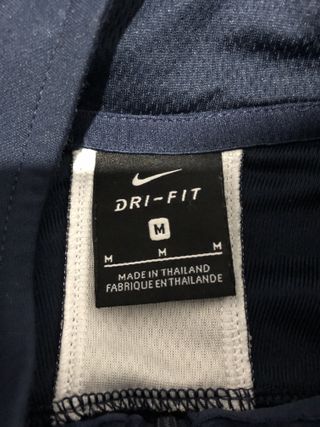 DRI-FIT
M
M M M
MADE IN THAILAND
FABRIQUE EN THAILANDE